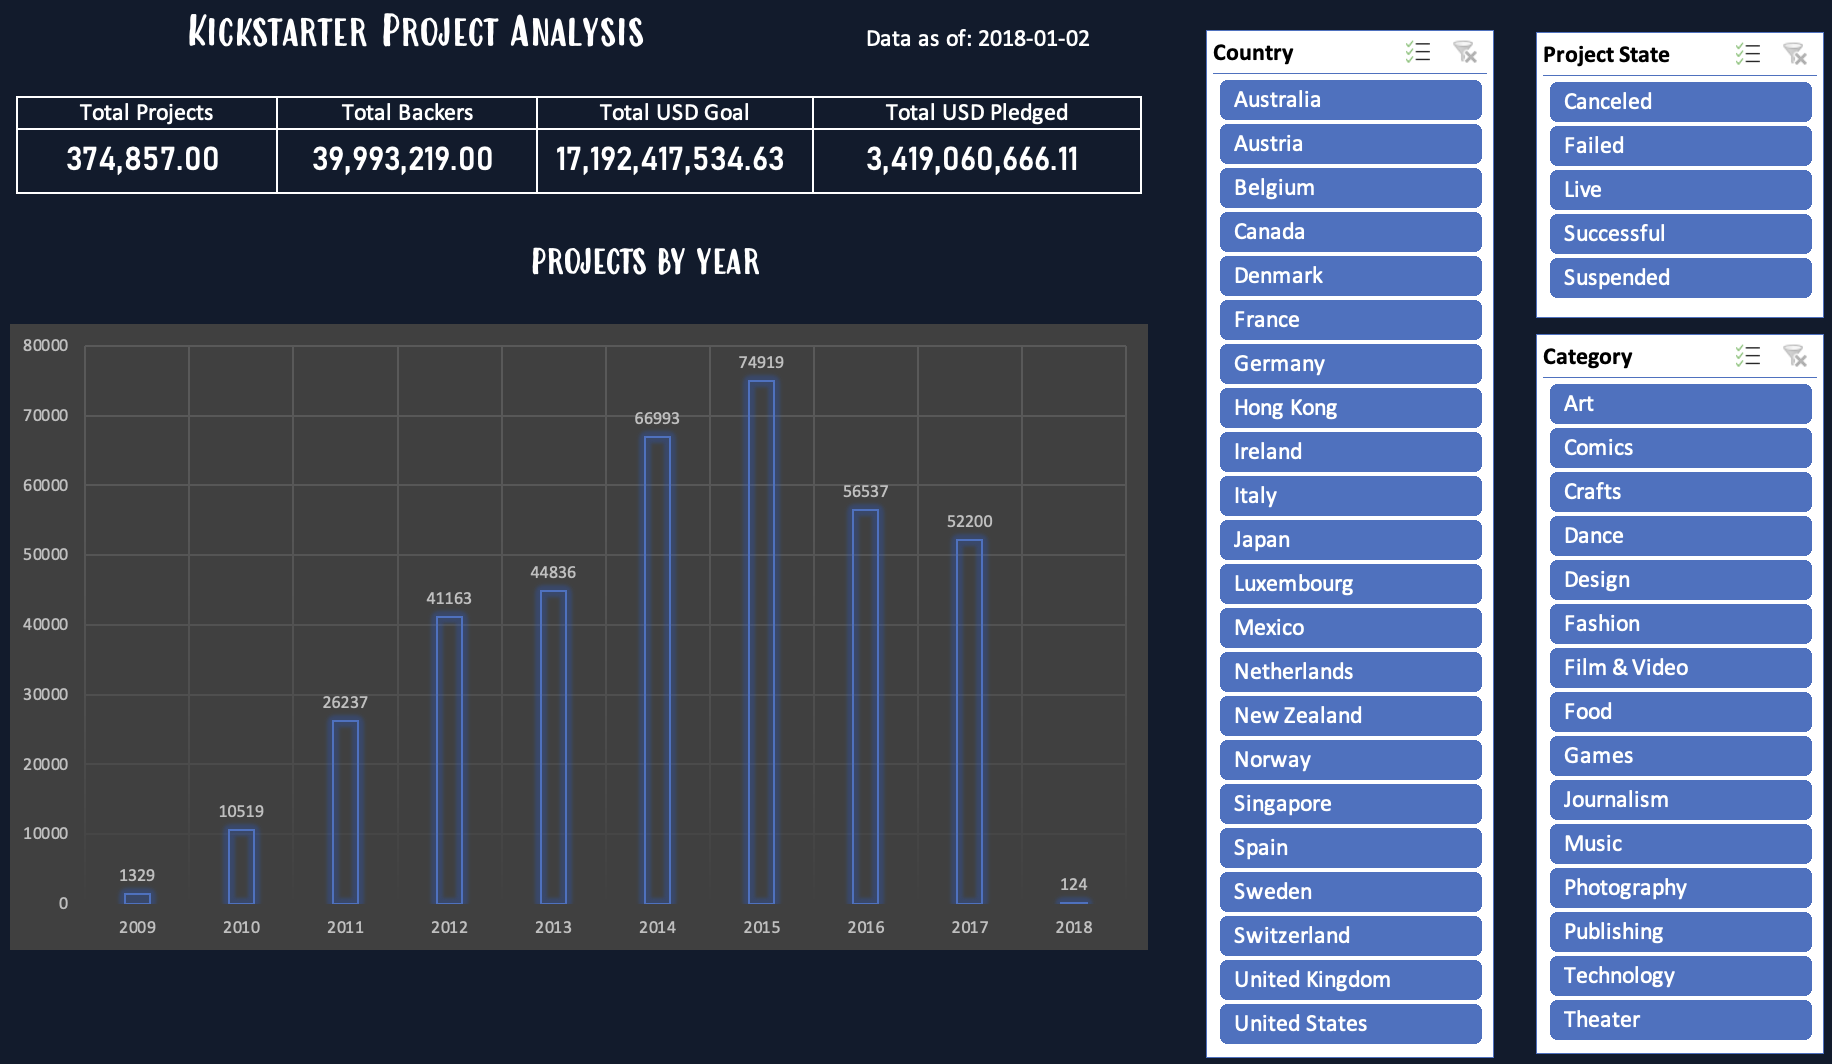 Kickstarter Project Analysis
Data as of: 2018-01-02
Total Projects
Total Backers
Total USD Goal
Total USD Pledged
374,857.00
39,993,219.00
17,192,417,534.63
3,419,060,666.11
PROJECTS BY YEAR
80000
70000
60000
50000
40000
30000
20000
10000
0
1329
10519
26237
41163
44836
66993
74919
56537
52200
124
2009
2010
2011
2012
2013
2014
2015
2016
2017
2018
Country
Australia
Austria
Belgium
Canada
Denmark
France
Germany
Hong Kong
Ireland
Italy
Japan
Luxembourg
Mexico
Netherlands
New Zealand
Norway
Singapore
Spain
Sweden
Switzerland
United Kingdom
United States
Project State
Canceled
Failed
Live
Successful
Suspended
Category
Art
Comics
Crafts
Dance
Design
Fashion
Film & Video
Food
Games
Journalism
Music
Photography
Publishing
Technology
Theater